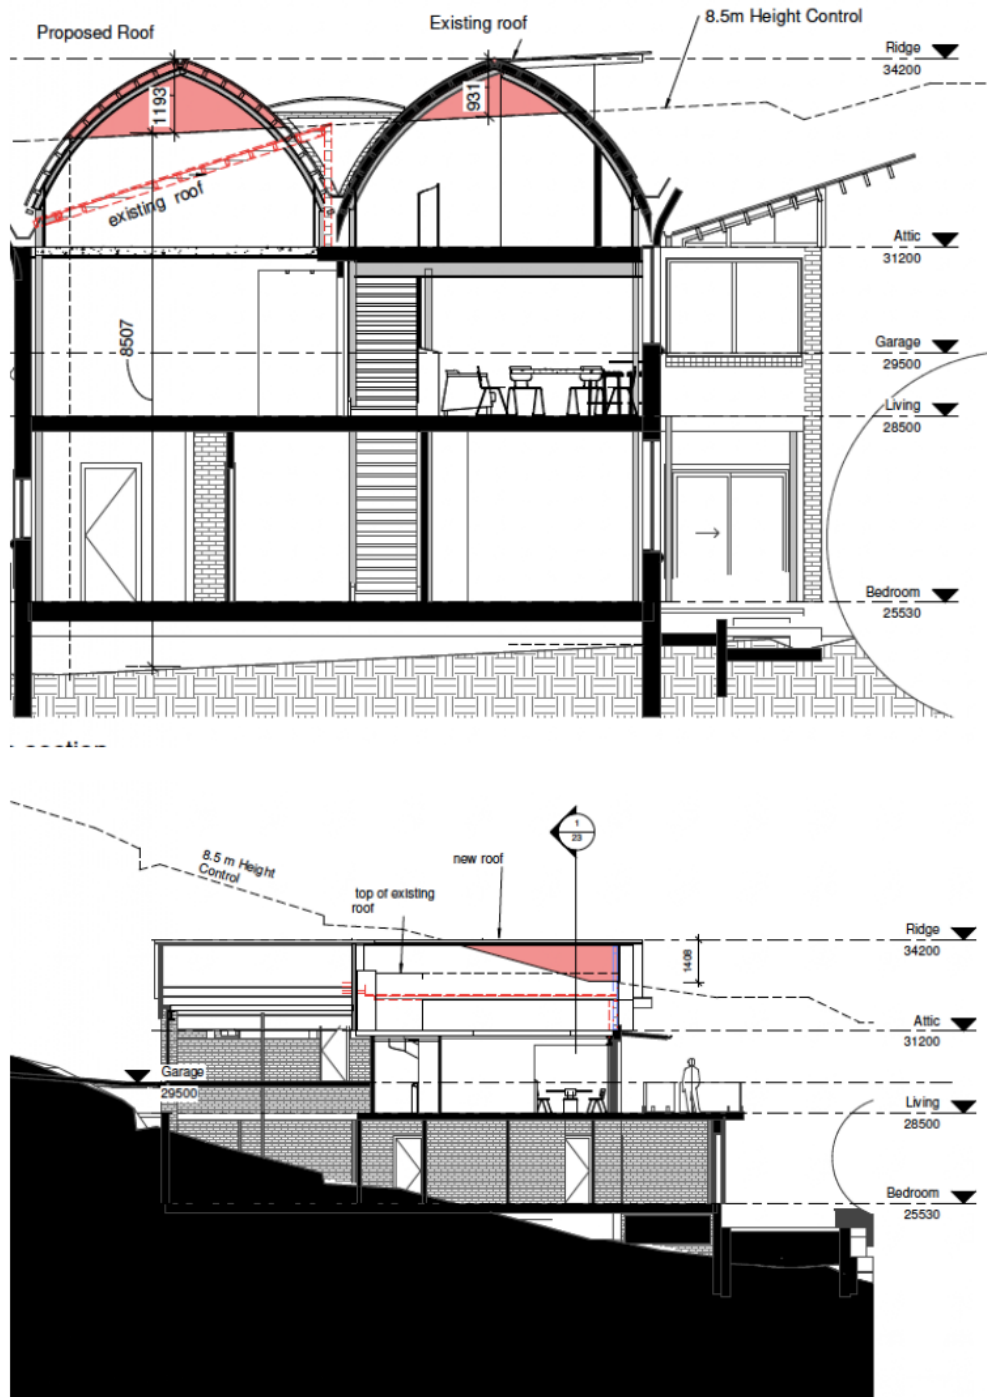 Proposed Roof
Existing roof
8.5m Height Control
Ridge
34200
1193
931
existing roof
Attic
31200
8507
Garage
29500
Living
28500
Bedroom
25530
1
23
8.5 m Height
Control
new roof
top of existing
roof
Ridge
34200
1408
Attic
31200
Garage
29500
Living
28500
Bedroom
25530